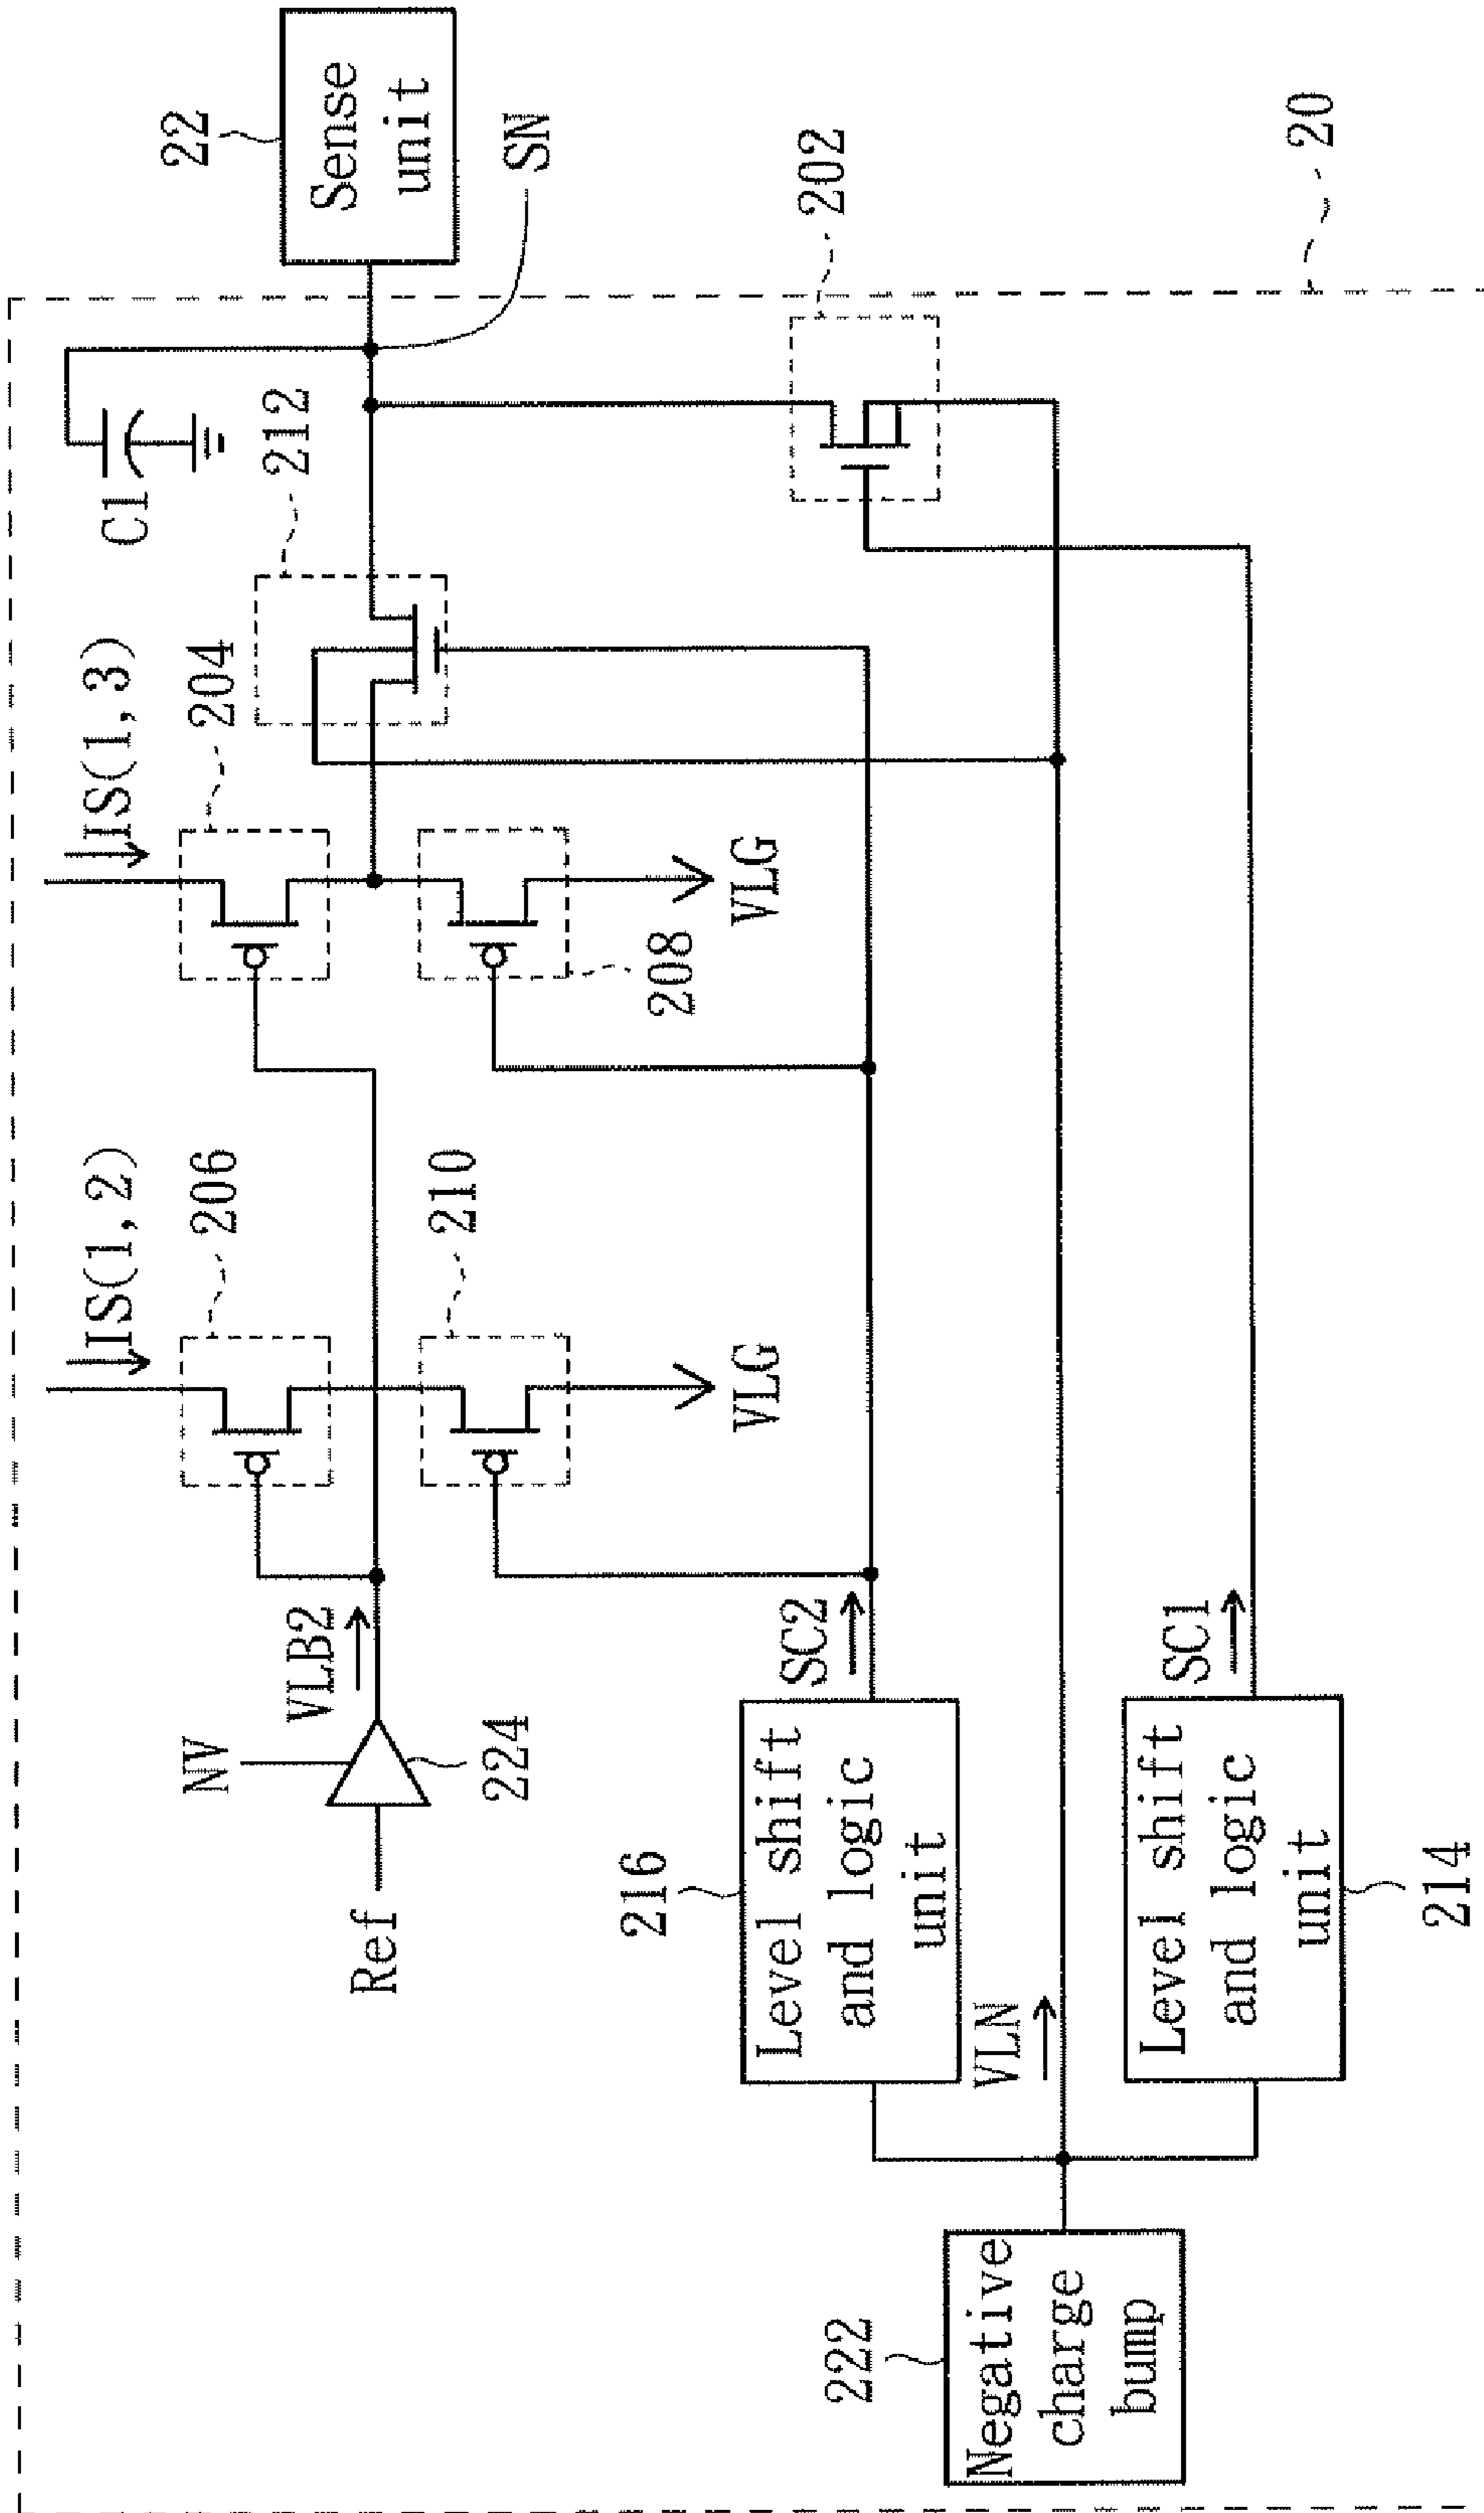 22
Sense
unit
SN
C1
212
202
20
IS(1,3)
204
208
VLG
IS(1,2)
206
210
VLG
NV
VLB2
224
Ref
SC2
216
Level shift
and logic
unit
SC1
Level shift
and logic
unit
214
VLN
222
Negative
charge
bump